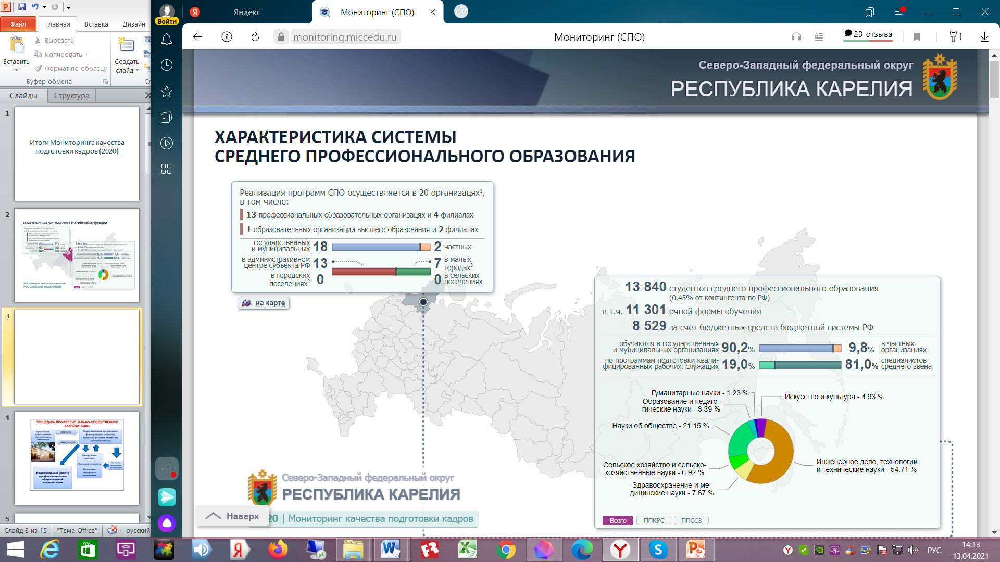 Файл
Главная
Вставка
Дизайн
Вставить
Вырезать
Копировать
Формат по образцу
Создать
слайд
Буфер обмена
Слайды
Структура
1
Итоги Мониторинга качества
подготовки кадров (2020)
2
ХАРАКТЕРИСТИКА СИСТЕМЫ СПО В РОССИЙСКОЙ ФЕДЕРАЦИИ
РОССИЙСКАЯ ФЕДЕРАЦИЯ
3
4
ПРОЦЕДУРА ПРОФЕССИОНАЛЬНО-ОБЩЕСТВЕННОЙ
АККРЕДИТАЦИИ
Национальный реестр
профессионально-
общественной
аккредитации
5
Слайд 3 из 15
"Тема Office"
русский
Войти
Яндекс
Мониторинг (СПО)
monitoring.miccedu.ru
Мониторинг (СПО)
23 отзыва
Северо-Западный федеральный округ
РЕСПУБЛИКА КАРЕЛИЯ
ХАРАКТЕРИСТИКА СИСТЕМЫ
СРЕДНЕГО ПРОФЕССИОНАЛЬНОГО ОБРАЗОВАНИЯ
Реализация программ СПО осуществляется в 20 организацях¹,
в том числе:
13 профессиональных образовательных организацях и 4 филиалах
1 образовательных организации высшего образования и 2 филиалах
государственных
и муниципальных 18 2 частных
в административном
центре субъекта РФ 13 7 в малых
городах³
в городских
поселениях² 0 0 в сельских
поселениях
на карте
13 840 студентов среднего профессионального образования
(0,45% от контингента по РФ)
в т.ч. 11 301 очной формы обучения
8 529 за счет бюджетных средств бюджетной системы РФ
обучаются в государственных
и муниципальных организациях 90,2% 9,8% в частных
организациях
по программам подготовки квали-
фицированных рабочих, служащих 19,0% 81,0% специалистов
среднего звена
Гуманитарные науки - 1.23 %
Искусство и культура - 4.93 %
Образование и педаго-
гические науки - 3.39 %
Науки об обществе - 21.15 %
Сельское хозяйство и сельско-
хозяйственные науки - 6.92 %
Инженерное дело, технологии
и технические науки - 54.71 %
Здравоохранение и ме-
дицинские науки - 7.67 %
Всего
ППКРС
ППССЗ
Северо-Западный федеральный округ
РЕСПУБЛИКА КАРЕЛИЯ
20 | Мониторинг качества подготовки кадров
Наверх
РУС
14:13
13.04.2021